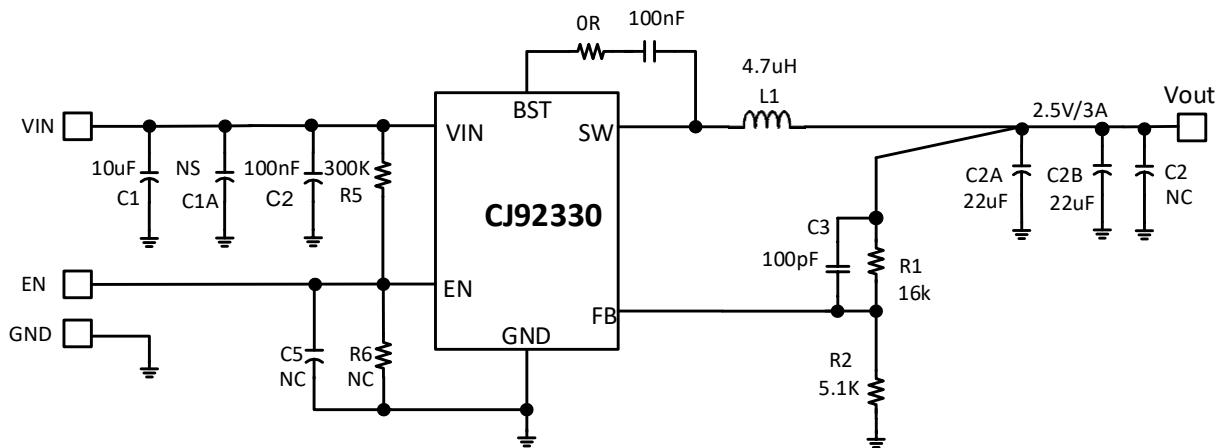 0R
100nF
4.7uH
L1
BST
VIN
VIN
SW
2.5V/3A
Vout
10uF
C1
NS
C1A
100nF
C2
300K
R5
CJ92330
C2A
22uF
C2B
22uF
C2
NC
C3
100pF
R1
16k
EN
EN
FB
GND
GND
C5
NC
R6
NC
R2
5.1K